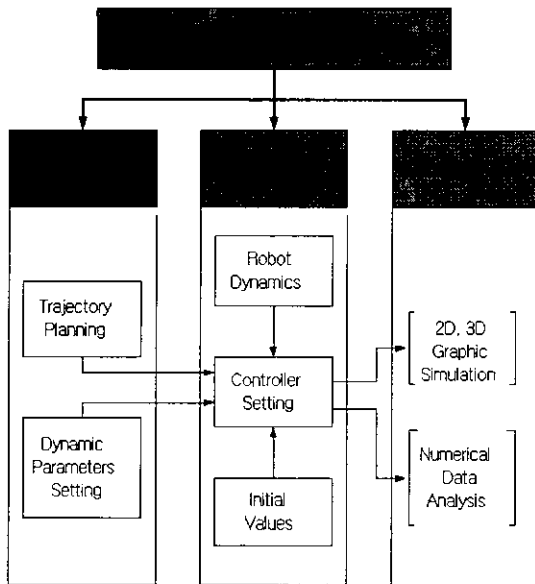 Trajectory
Planning
Dynamic
Parameters
Setting
Robot
Dynamics
Controller
Setting
Initial
Values
2D, 3D
Graphic
Simulation
Numerical
Data
Analysis